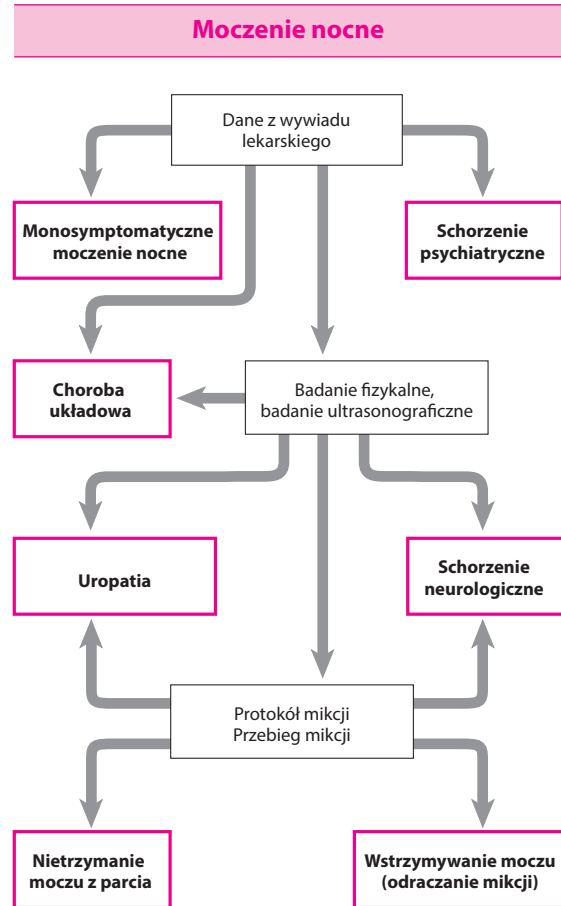 Moczenie nocne
Dane z wywiadu
lekarskiego
Monosymptomatyczne
moczenie nocne
Schorzenie
psychiatryczne
Choroba
układowa
Badanie fizykalne,
badanie ultrasonograficzne
Uropatia
Schorzenie
neurologiczne
Protokół mikcji
Przebieg mikcji
Nietrzymanie
moczu z parcia
Wstrzymywanie moczu
(odraczanie mikcji)